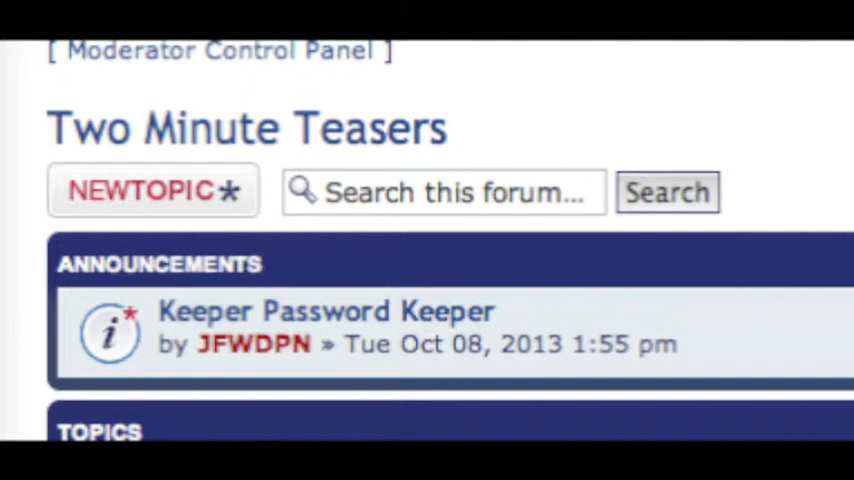 [ Moderator Control Panel ]
Two Minute Teasers
NEWTOPIC*
Search this forum...
Search
ANNOUNCEMENTS
Keeper Password Keeper
by JFWDPN » Tue Oct 08, 2013 1:55 pm
TOPICS